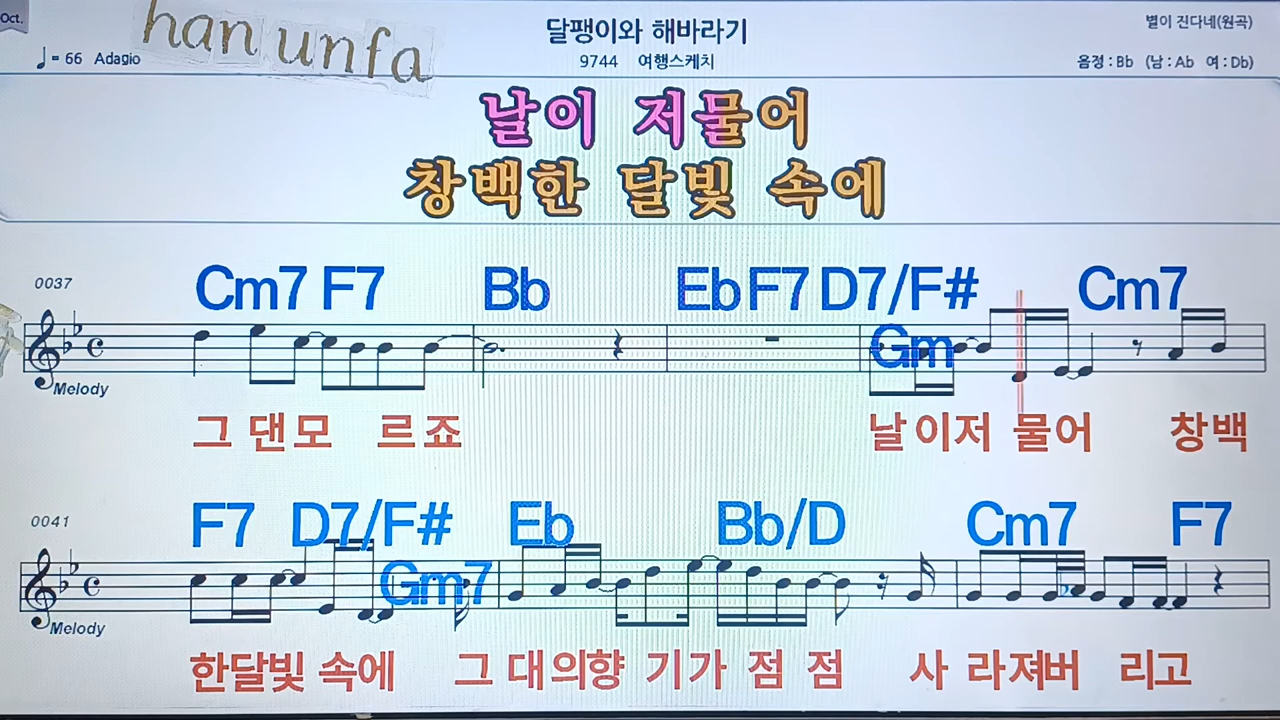 Oct.
han unfa
달팽이와 해바라기
별이 진다네(원곡)
♩= 66 Adagio
9744 여행스케치
음정 : Bb (남 : Ab 여 : Db)
날이 저물어
창백한 달빛 속에
0037
Cm7 F7 Bb Eb F7 D7/F# Gm Cm7
Melody
그 댄모 르죠 날이저 물어 창백
0041
F7 D7/F# Gm7 Eb Bb/D Cm7 F7
Melody
한달빛 속에 그 대의향 기가 점 점 사 라져버 리고